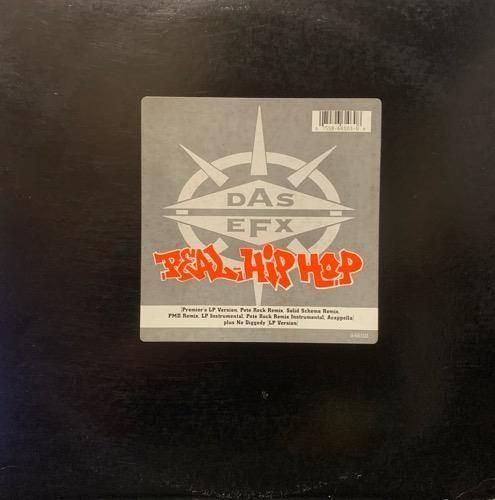 DAS
EFX
REAL HIP HOP
(Premier's LP Version, Pete Rock Remix, Solid Scheme Remix,
PMD Remix, LP Instrumental, Pete Rock Remix Instrumental, Acappella)
plus No Diggedy (LP Version)